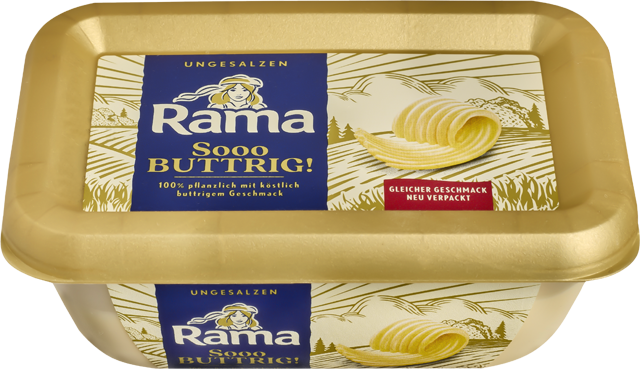 UNGESALZEN
Rama
Sooo
BUTTRIG!
100% pflanzlich mit köstlich
buttrigem Geschmack
GLEICHER GESCHMACK
NEU VERPACKT
UNGESALZEN
Rama
Sooo
BUTTRIG!